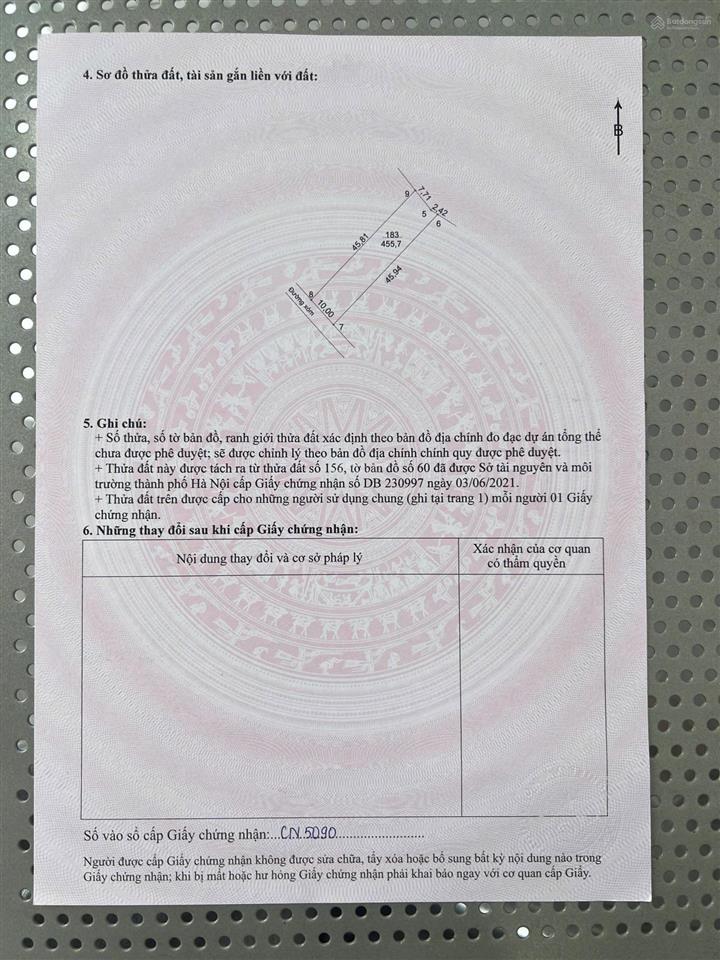 Batdongsan
4. Sơ đồ thửa đất, tài sản gắn liền với đất:
B
9
7,71
2,42
5
6
183
455,7
45,81
45,94
8
10,00
7
Đường xóm
5. Ghi chú:
+ Số thửa, số tờ bản đồ, ranh giới thửa đất xác định theo bản đồ địa chính đo đạc dự án tổng thể
chưa được phê duyệt; sẽ được chỉnh lý theo bản đồ địa chính chính quy được phê duyệt.
+ Thửa đất này được tách ra từ thửa đất số 156, tờ bản đồ số 60 đã được Sở tài nguyên và môi
trường thành phố Hà Nội cấp Giấy chứng nhận số DB 230997 ngày 03/06/2021.
+ Thửa đất trên được cấp cho những người sử dụng chung (ghi tại trang 1) mỗi người 01 Giấy
chứng nhận.
6. Những thay đổi sau khi cấp Giấy chứng nhận:
Nội dung thay đổi và cơ sở pháp lý
Xác nhận của cơ quan
có thẩm quyền
Số vào sổ cấp Giấy chứng nhận:...CN.5090........................
Người được cấp Giấy chứng nhận không được sửa chữa, tẩy xóa hoặc bổ sung bất kỳ nội dung nào trong
Giấy chứng nhận; khi bị mất hoặc hư hỏng Giấy chứng nhận phải khai báo ngay với cơ quan cấp Giấy.